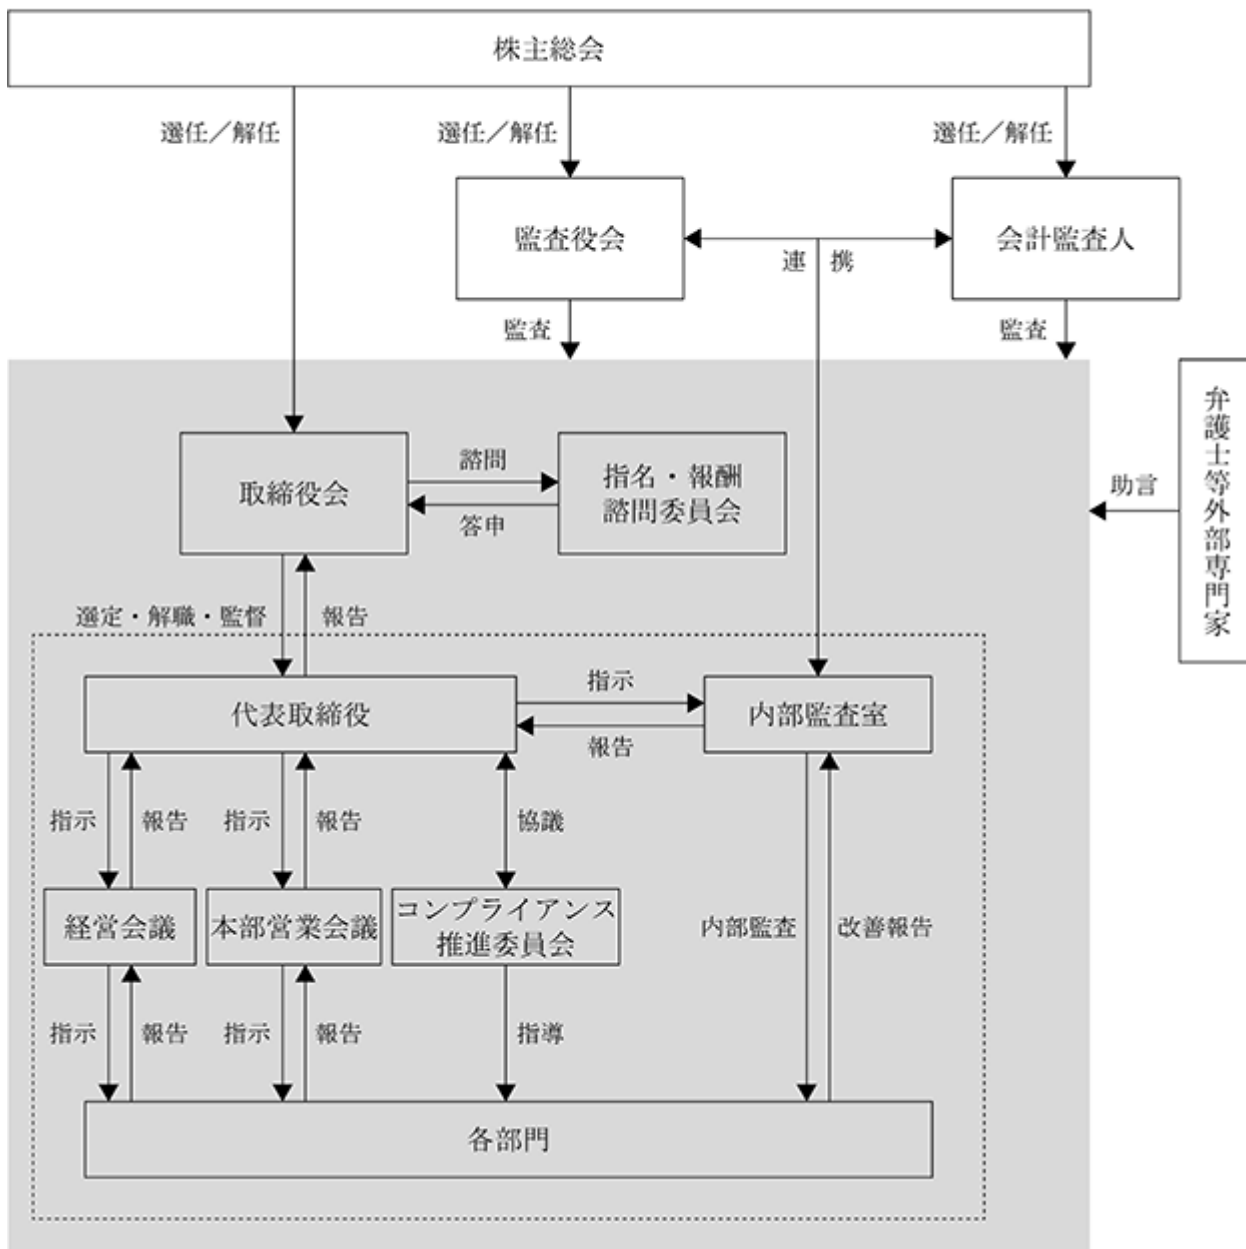 株主総会
選任／解任
選任／解任
選任／解任
監査役会
会計監査人
連携
監査
監査
弁護士等外部専門家
助言
取締役会
諮問
答申
指名・報酬
諮問委員会
選定・解職・監督
報告
代表取締役
指示
報告
内部監査室
指示
報告
指示
報告
協議
経営会議
本部営業会議
コンプライアンス
推進委員会
内部監査
改善報告
指示
報告
指示
報告
指導
各部門